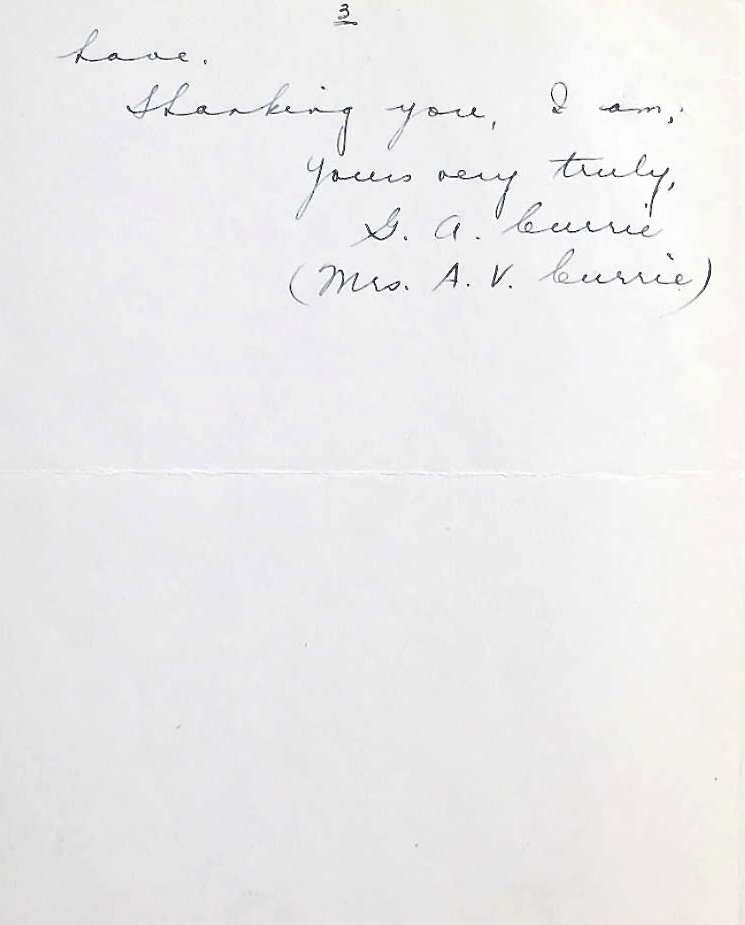 3
have.
Thanking you, I am,
Yours very truly,
G. A. Currie
(Mrs. A. V. Currie)